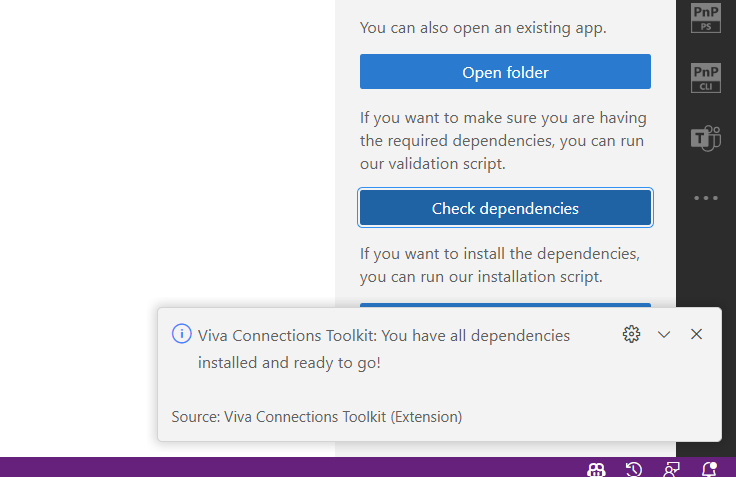 You can also open an existing app.
PnP
PS
Open folder
PnP
CLI
If you want to make sure you are having
the required dependencies, you can run
our validation script.
T
Check dependencies
If you want to install the dependencies,
you can run our installation script.
Viva Connections Toolkit: You have all dependencies
installed and ready to go!
Source: Viva Connections Toolkit (Extension)